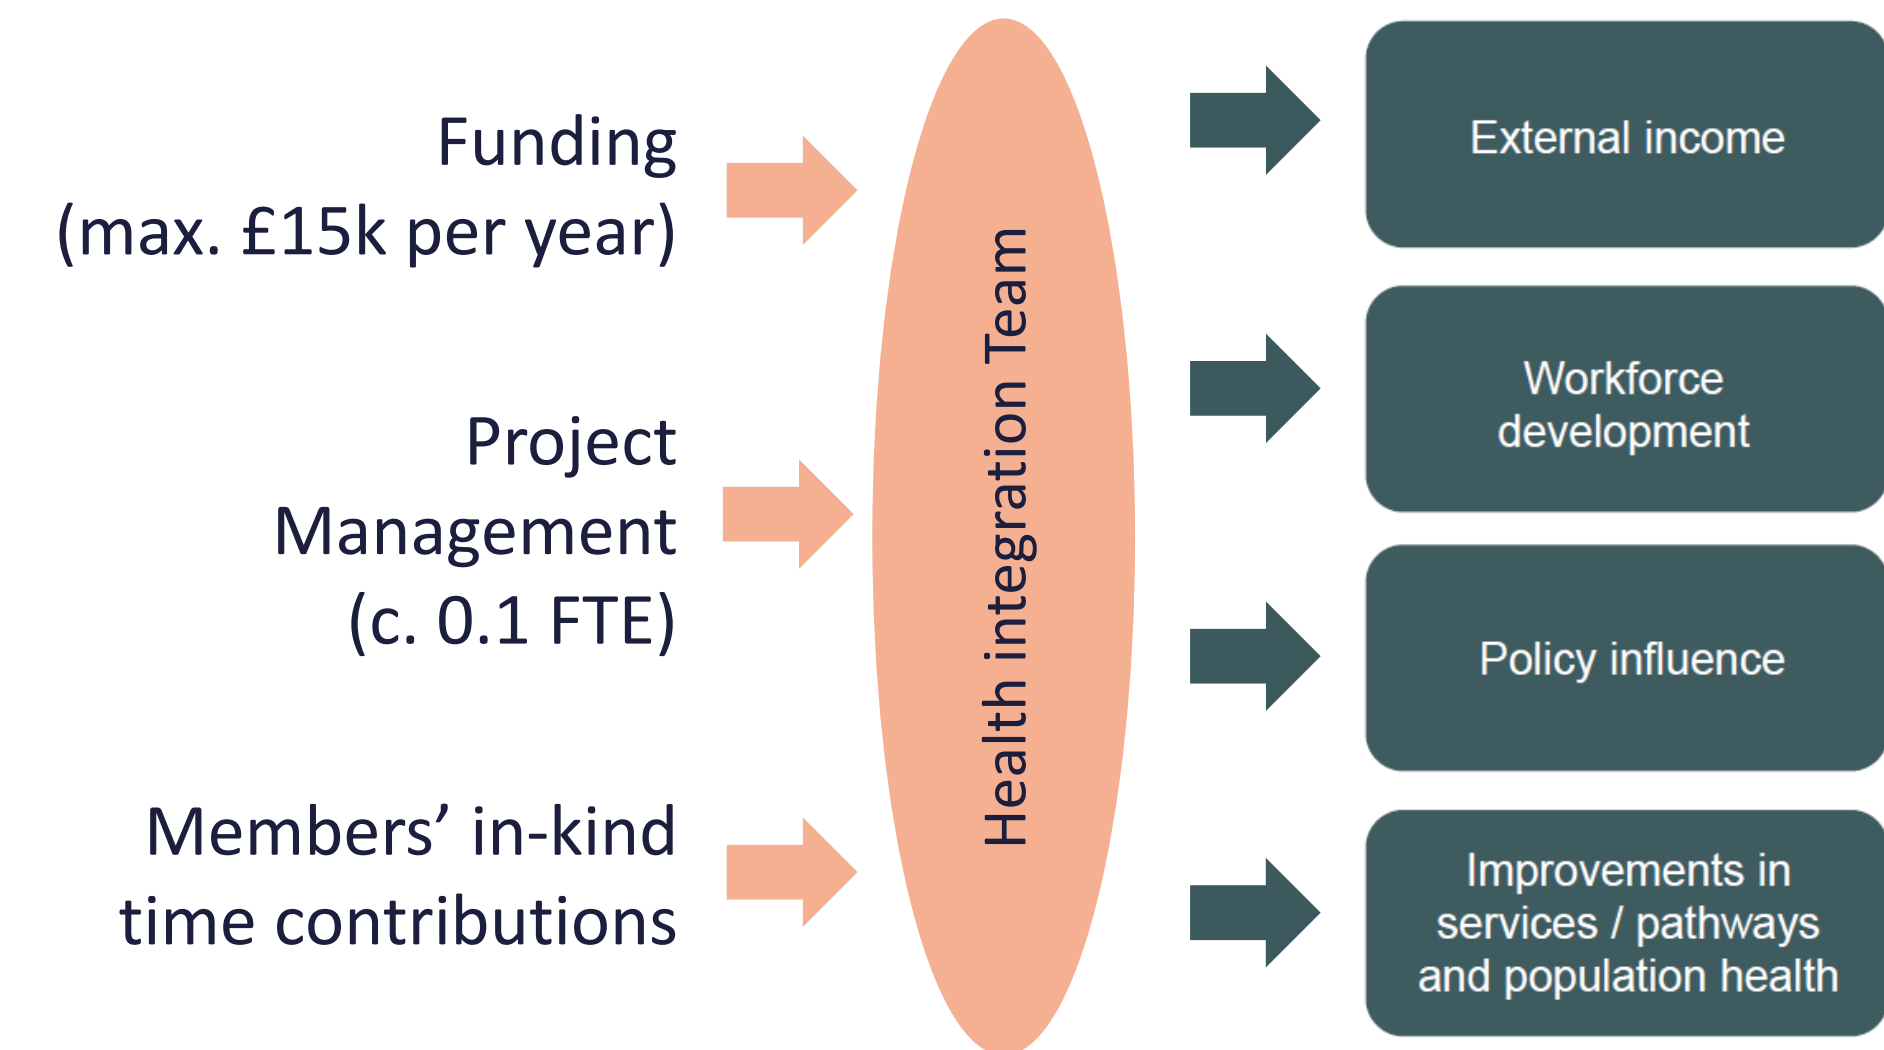 Funding
(max. £15k per year)
Project
Management
(c. 0.1 FTE)
Members’ in-kind
time contributions
Health integration Team
External income
Workforce
development
Policy influence
Improvements in
services / pathways
and population health